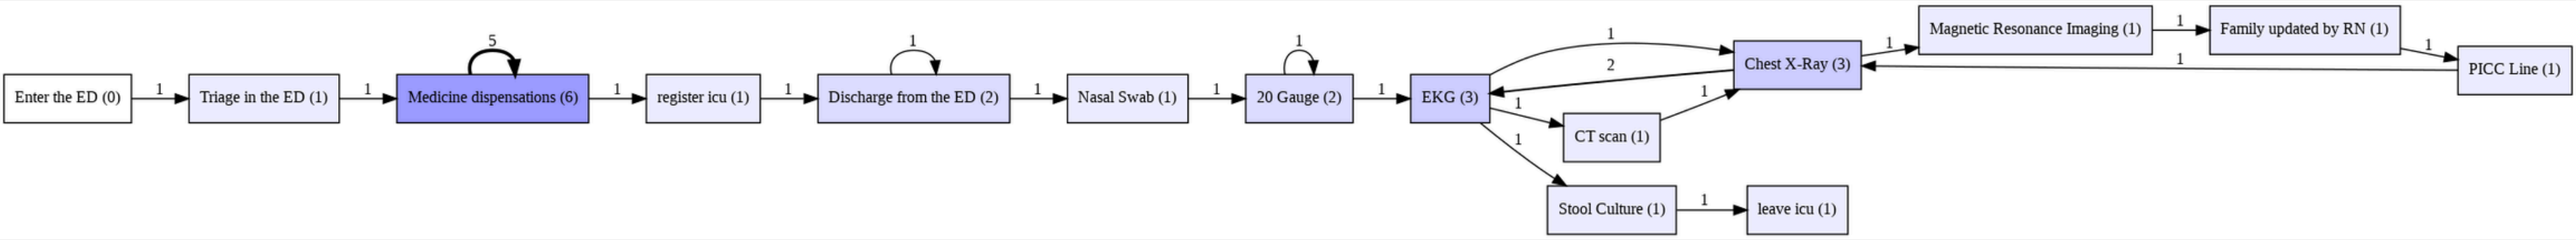 Enter the ED (0)
1
Triage in the ED (1)
1
5
Medicine dispensations (6)
1
register icu (1)
1
1
Discharge from the ED (2)
1
Nasal Swab (1)
1
1
20 Gauge (2)
1
EKG (3)
1
2
1
CT scan (1)
1
1
Stool Culture (1)
1
leave icu (1)
Chest X-Ray (3)
1
Magnetic Resonance Imaging (1)
1
Family updated by RN (1)
1
1
PICC Line (1)